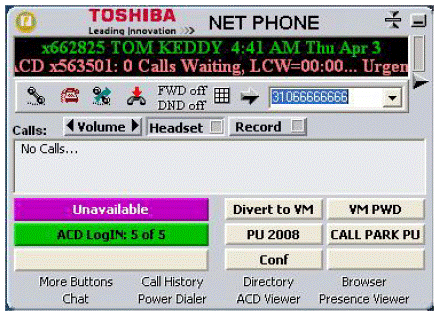 TOSHIBA
Leading Innovation >>>
NET PHONE
x662825 TOM KEDDY 4:41 AM Thu Apr 3
ACD x563501: 0 Calls Waiting, LCW=00:00... Urgen
FWD off
DND off
31066666666
Calls: Volume Headset Record
No Calls...
Unavailable Divert to VM VM PWD
ACD LogIN: 5 of 5 PU 2008 CALL PARK PU
Conf
More Buttons Call History Directory Browser
Chat Power Dialer ACD Viewer Presence Viewer